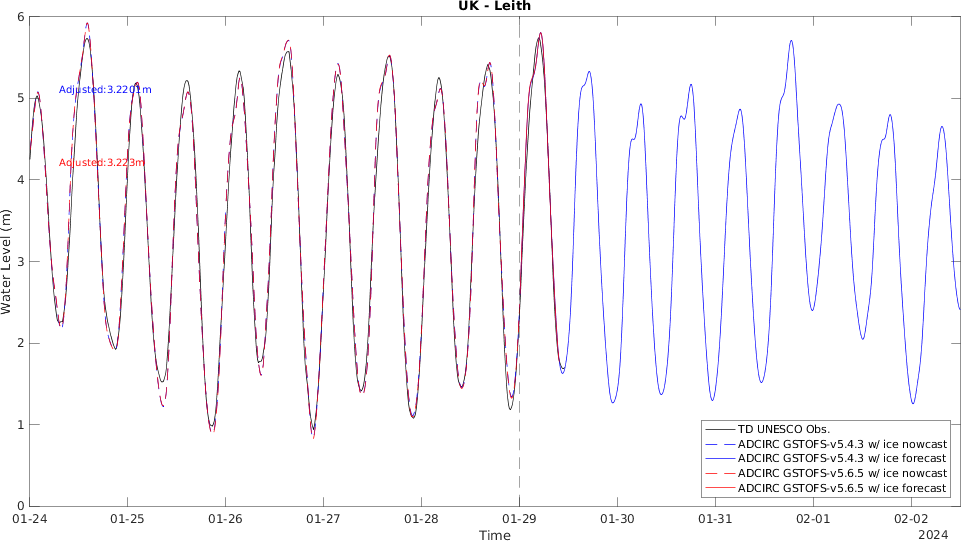 UK - Leith
6
5
4
3
2
1
0
Water Level (m)
Adjusted:3.2201m
Adjusted:3.223m
TD UNESCO Obs.
ADCIRC GSTOFS-v5.4.3 w/ ice nowcast
ADCIRC GSTOFS-v5.4.3 w/ ice forecast
ADCIRC GSTOFS-v5.6.5 w/ ice nowcast
ADCIRC GSTOFS-v5.6.5 w/ ice forecast
01-24 01-25 01-26 01-27 01-28 01-29 01-30 01-31 02-01 02-02
Time
2024